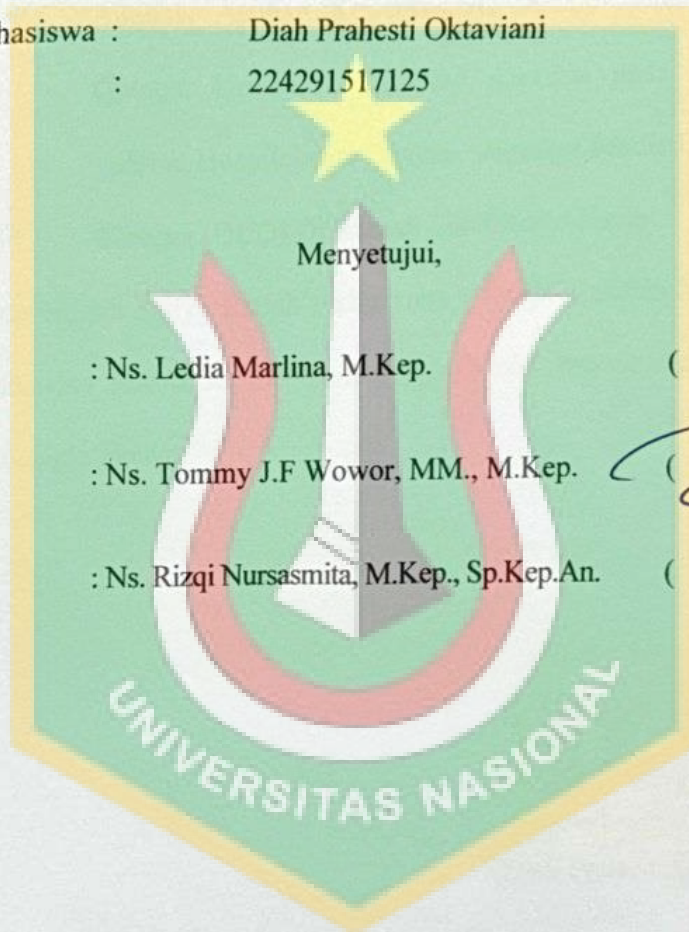 hasiswa : Diah Prahesti Oktaviani
: 224291517125
Menyetujui,
: Ns. Ledia Marlina, M.Kep. (
: Ns. Tommy J.F Wowor, MM., M.Kep. (
: Ns. Rizqi Nursasmita, M.Kep., Sp.Kep.An. (
UNIVERSITAS NASIONAL